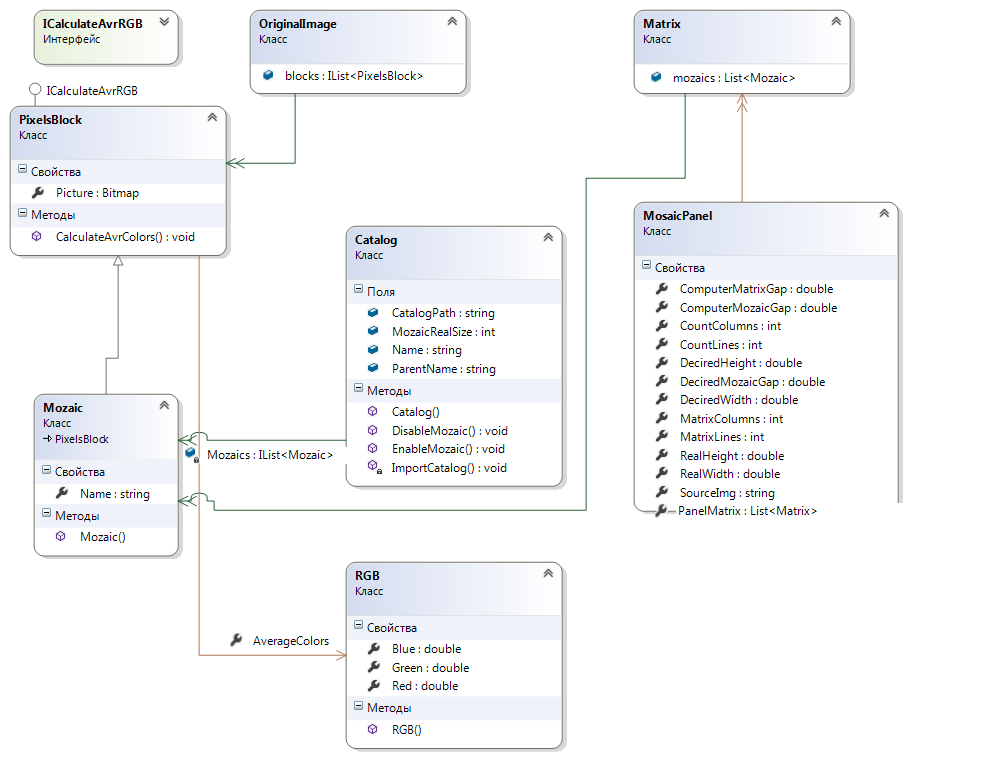 ICalculateAvrRGB
Интерфейс
ICalculateAvrRGB
PixelsBlock
Класс
Свойства
Picture : Bitmap
Методы
CalculateAvrColors() : void
OriginalImage
Класс
blocks : IList<PixelsBlock>
Matrix
Класс
mozaics : List<Mozaic>
Catalog
Класс
Поля
CatalogPath : string
MozaicRealSize : int
Name : string
ParentName : string
Методы
Catalog()
DisableMozaic() : void
EnableMozaic() : void
ImportCatalog() : void
MosaicPanel
Класс
Свойства
ComputerMatrixGap : double
ComputerMozaicGap : double
CountColumns : int
CountLines : int
DeciredHeight : double
DeciredMozaicGap : double
DeciredWidth : double
MatrixColumns : int
MatrixLines : int
RealHeight : double
RealWidth : double
SourceImg : string
PanelMatrix : List<Matrix>
Mozaic
Класс
PixelsBlock
Свойства
Name : string
Методы
Mozaic()
Mozaics : IList<Mozaic>
AverageColors
RGB
Класс
Свойства
Blue : double
Green : double
Red : double
Методы
RGB()